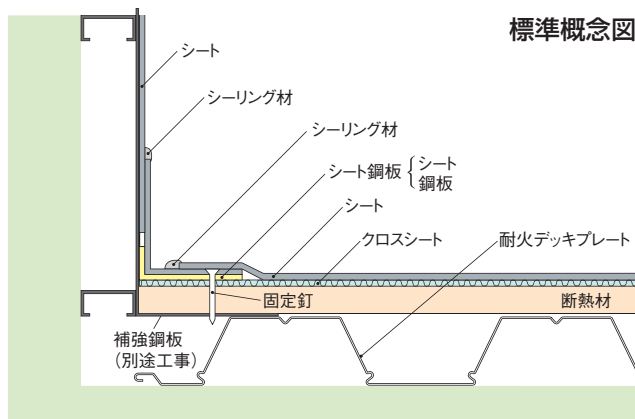 標準概念図
シート
シーリング材
シーリング材
シート鋼板
シート
鋼板
シート
クロスシート
耐火デッキプレート
固定釘
断熱材
補強鋼板
(別途工事)